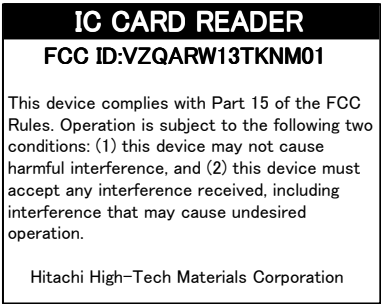 IC CARD READER
FCC ID:VZQARW13TKNM01
This device complies with Part 15 of the FCC
Rules. Operation is subject to the following two
conditions: (1) this device may not cause
harmful interference, and (2) this device must
accept any interference received, including
interference that may cause undesired
operation.
Hitachi High-Tech Materials Corporation